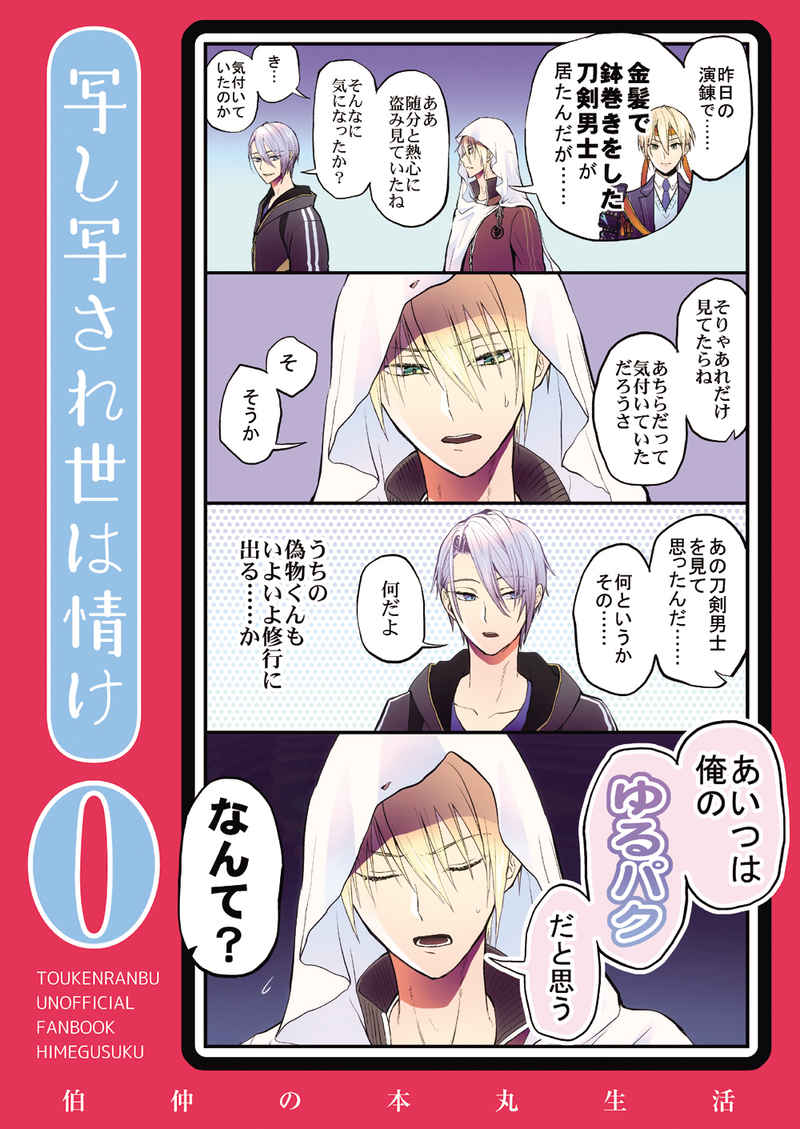 写し写され世は情け
0
TOUKENRANBU
UNOFFICIAL
FANBOOK
HIMEGUSUKU
昨日の
演錬で……
金髪で
鉢巻きをした
刀剣男士が
居たんだが……
ああ
随分と熱心に
盗み見ていたね
そんなに
気になったか？
き…
気付いて
いたのか
そりゃあれだけ
見てたらね
あちらだって
気付いていた
だろうさ
そ
そうか
あの刀剣男士
を見て
思ったんだ……
何というか
その……
何だよ
うちの
偽物くんも
いよいよ修行に
出る……か
あいつは
俺の
ゆるパク
だと思う
なんて？
伯仲の本丸生活